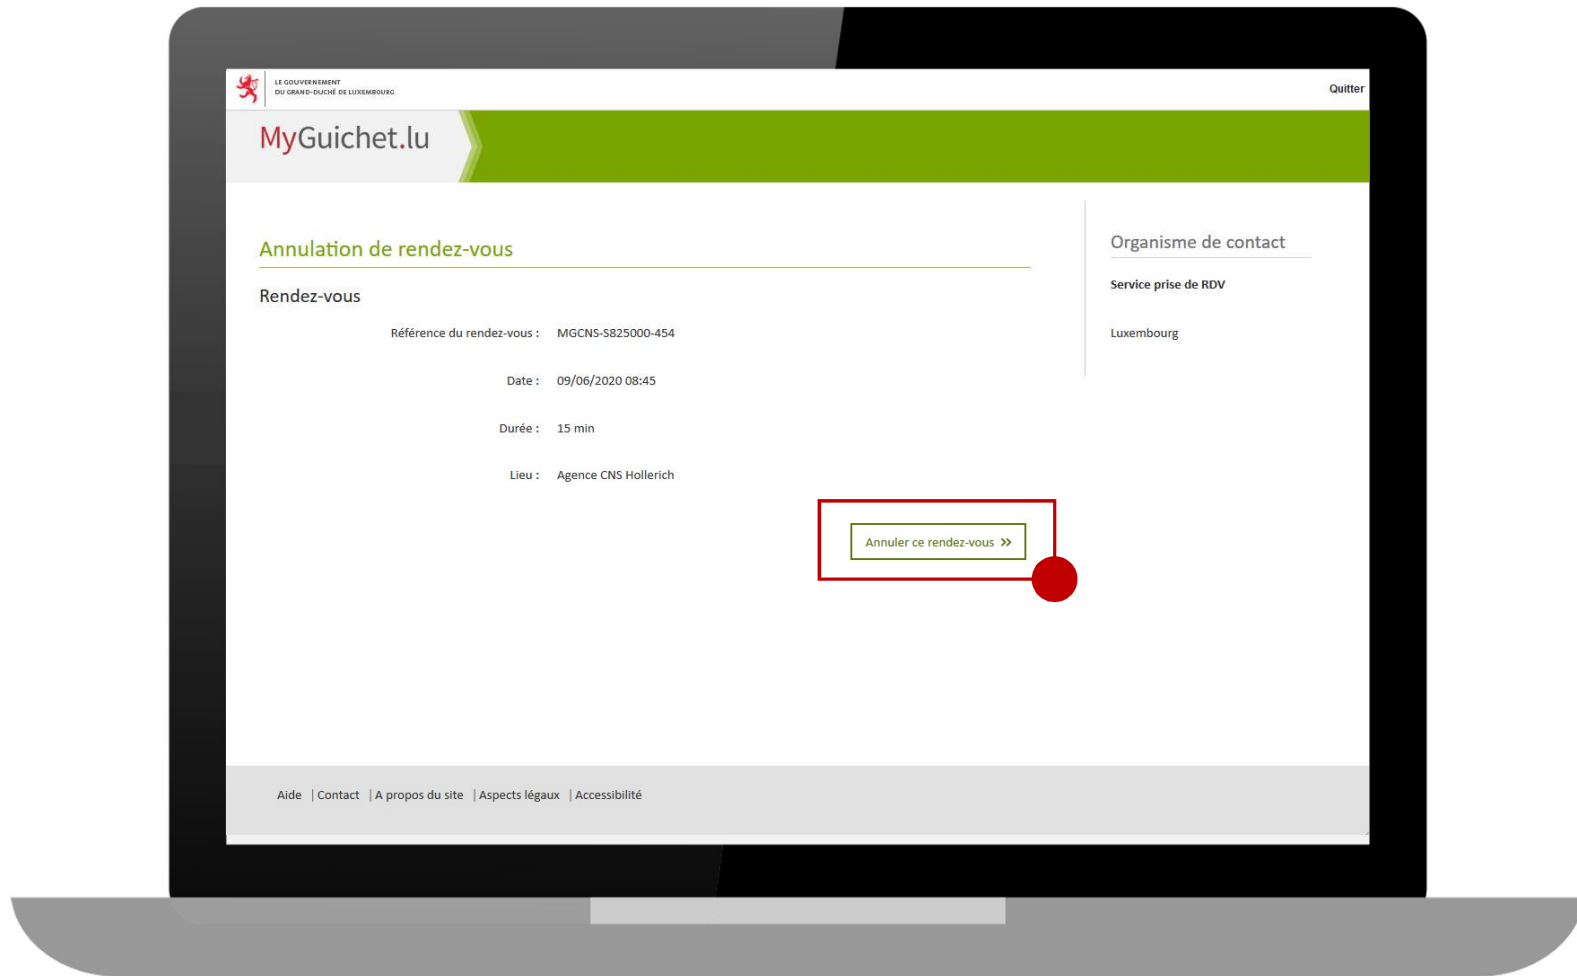 LE GOUVERNEMENT
DU GRAND-DUCHÉ DE LUXEMBOURG
Quitter
MyGuichet.lu
Annulation de rendez-vous
Rendez-vous
Référence du rendez-vous : MGCNS-S825000-454
Date : 09/06/2020 08:45
Durée : 15 min
Lieu : Agence CNS Hollerich
Annuler ce rendez-vous »
Organisme de contact
Service prise de RDV
Luxembourg
Aide | Contact | A propos du site | Aspects légaux | Accessibilité